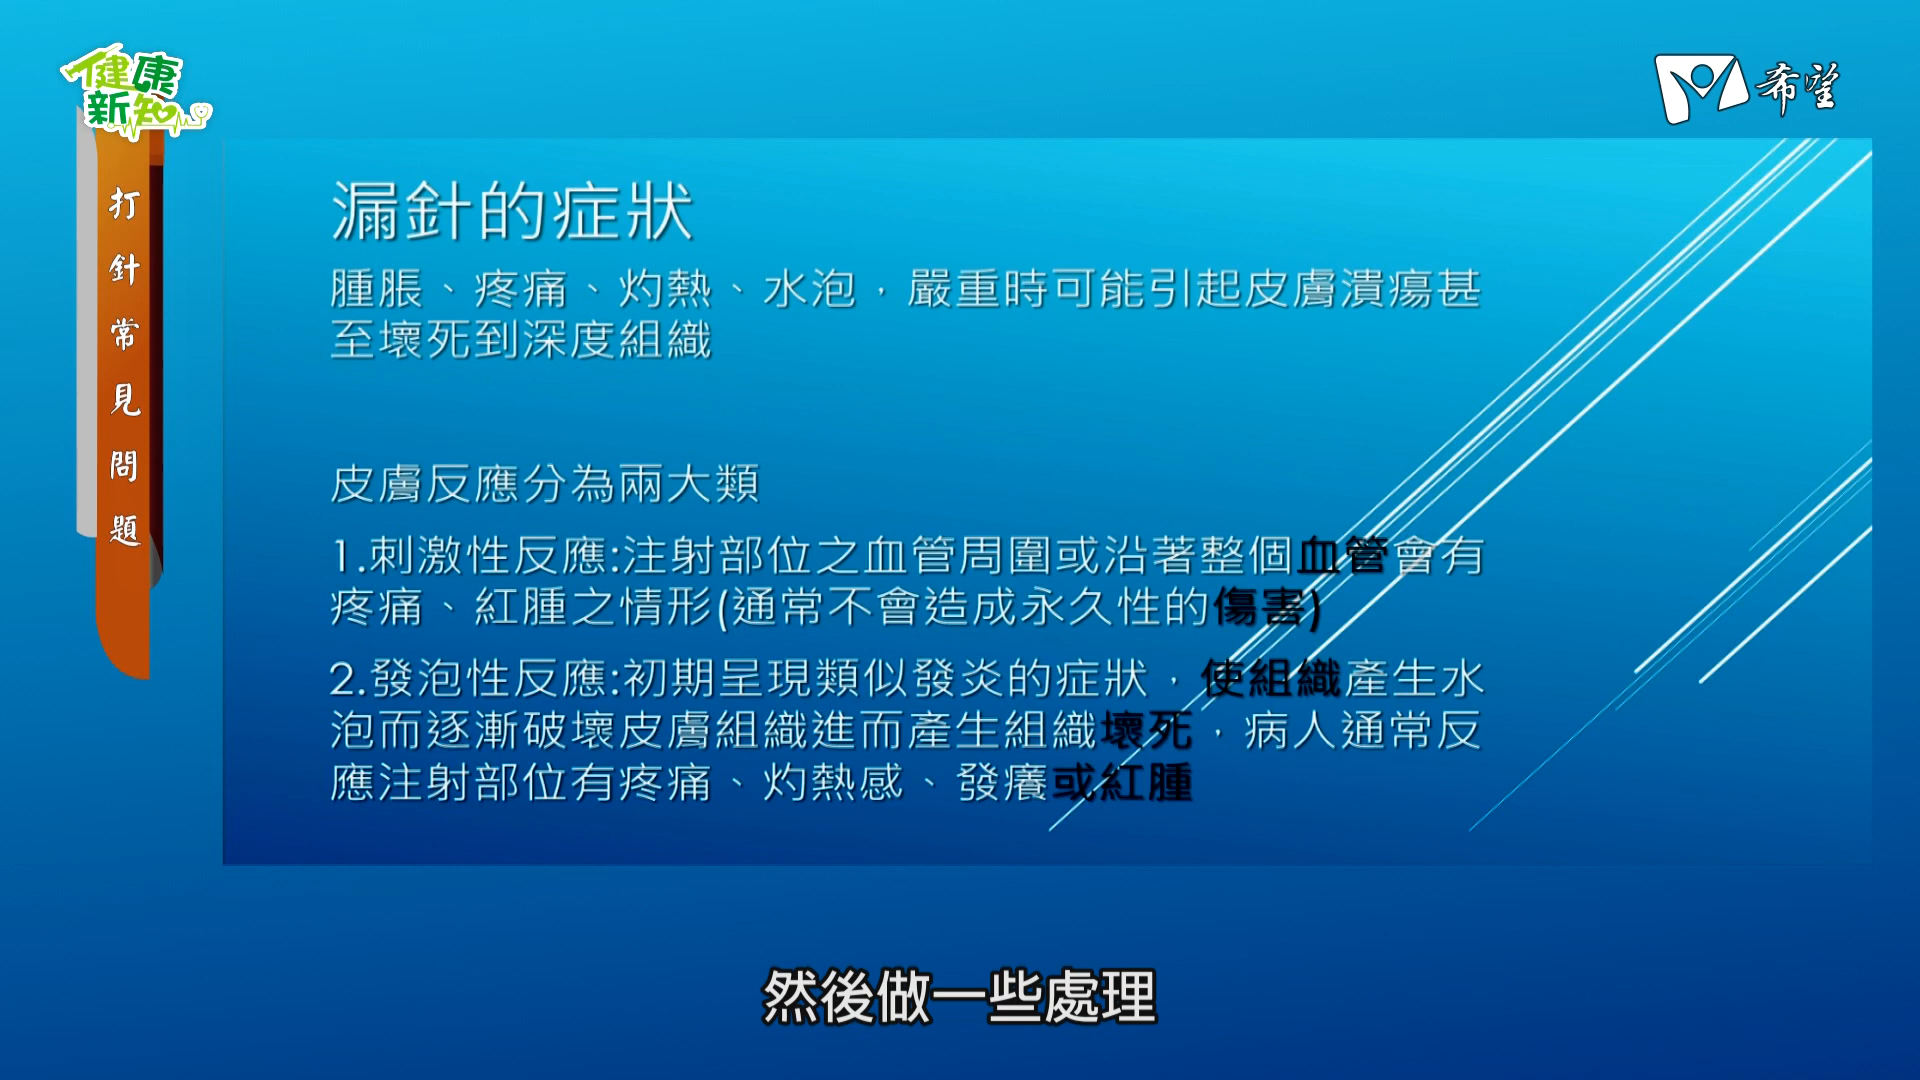 健康
新知
希望
打針常見問題
漏針的症狀
腫脹、疼痛、灼熱、水泡，嚴重時可能引起皮膚潰瘍甚
至壞死到深度組織
皮膚反應分為兩大類
1.刺激性反應:注射部位之血管周圍或沿著整個血管會有
疼痛、紅腫之情形(通常不會造成永久性的傷害)
2.發泡性反應:初期呈現類似發炎的症狀，使組織產生水
泡而逐漸破壞皮膚組織進而產生組織壞死，病人通常反
應注射部位有疼痛、灼熱感、發癢或紅腫
然後做一些處理